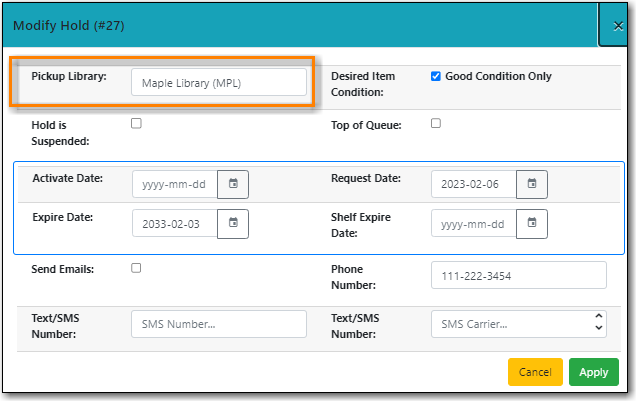 Modify Hold (#27)
×
Pickup Library:
Maple Library (MPL)
Desired Item
Condition:
Good Condition Only
Hold is
Suspended:
Top of Queue:
Activate Date:
yyyy-mm-dd
Request Date:
2023-02-06
Expire Date:
2033-02-03
Shelf Expire
Date:
yyyy-mm-dd
Send Emails:
Phone
Number:
111-222-3454
Text/SMS
Number:
SMS Number...
Text/SMS
Number:
SMS Carrier...
Cancel
Apply